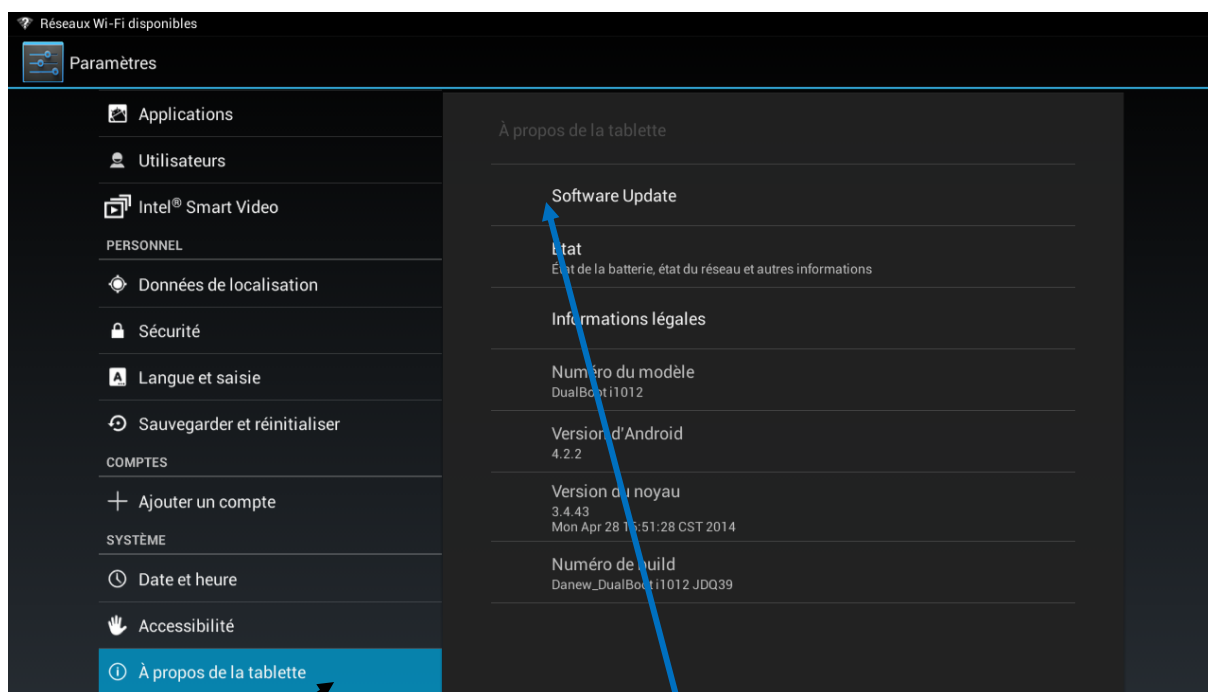 Réseaux Wi-Fi disponibles
Paramètres
Applications
Utilisateurs
Intel® Smart Video
PERSONNEL
Données de localisation
Sécurité
Langue et saisie
Sauvegarder et réinitialiser
COMPTES
Ajouter un compte
SYSTÈME
Date et heure
Accessibilité
À propos de la tablette
À propos de la tablette
Software Update
État
État de la batterie, état du réseau et autres informations
Informations légales
Numéro du modèle
DualBoot i1012
Version d'Android
4.2.2
Version du noyau
3.4.43
Mon Apr 28 15:51:28 CST 2014
Numéro de build
Danew_DualBoot i1012 JDQ39